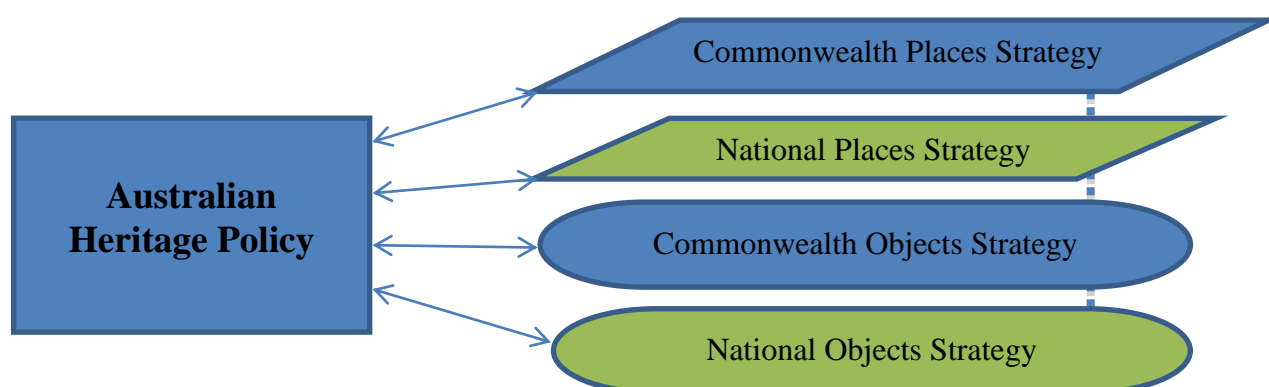 Commonwealth Places Strategy
National Places Strategy
Australian
Heritage Policy
Commonwealth Objects Strategy
National Objects Strategy